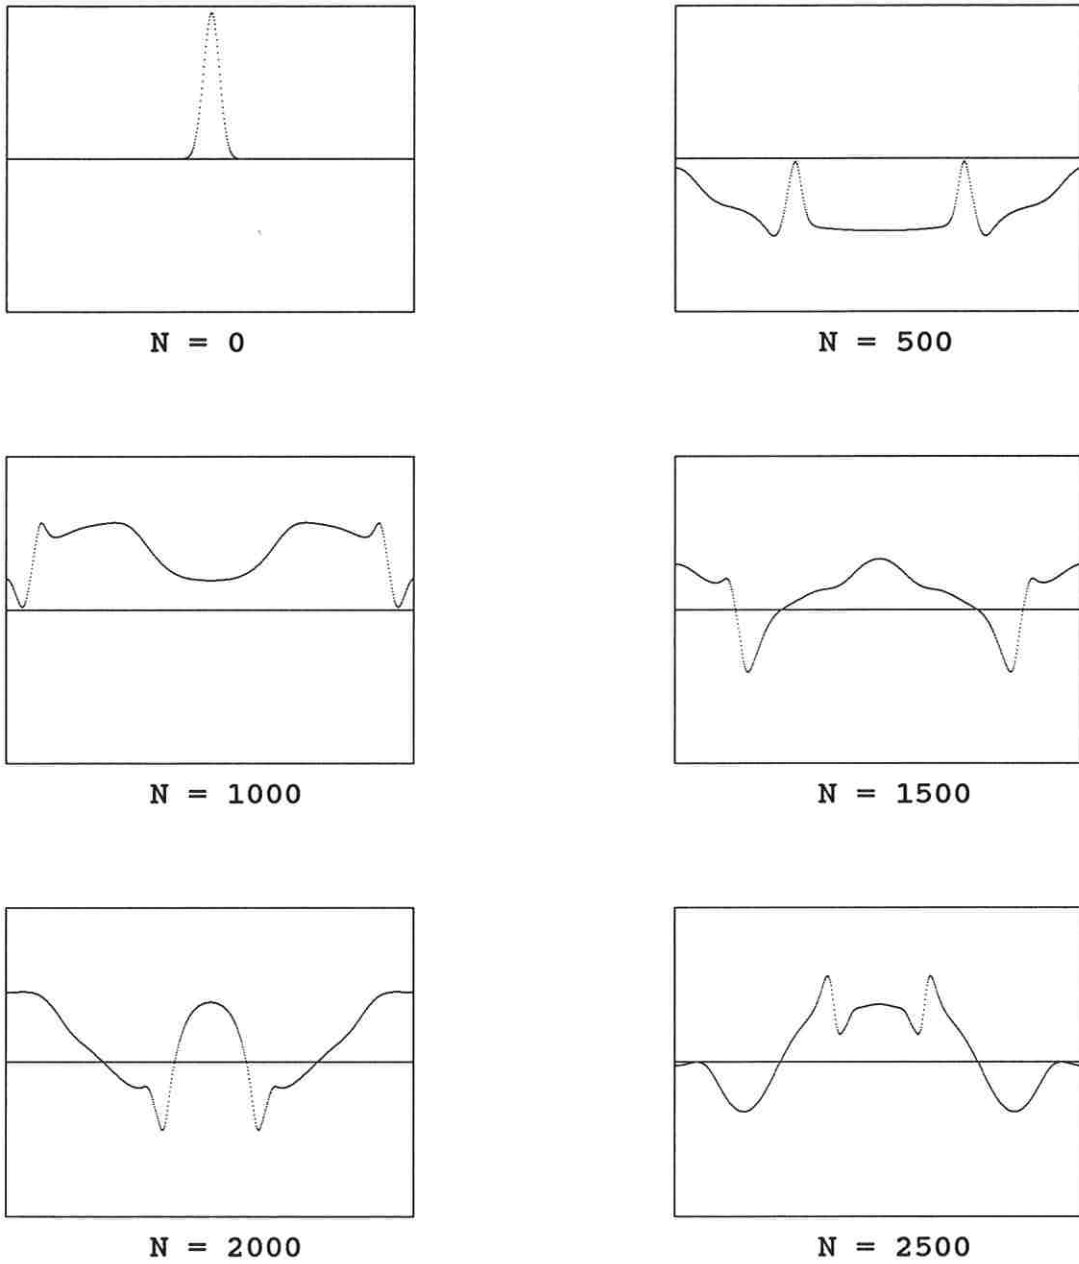 N = 0
N = 500
N = 1000
N = 1500
N = 2000
N = 2500